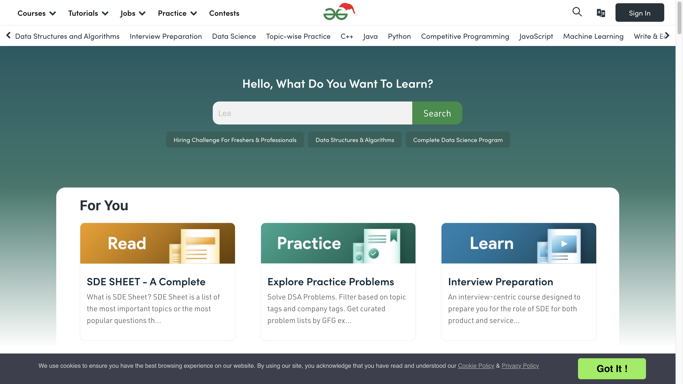 Courses Tutorials Jobs Practice Contests Sign In
Data Structures and Algorithms Interview Preparation Data Science Topic-wise Practice C++ Java Python Competitive Programming JavaScript Machine Learning Write &
Hello, What Do You Want To Learn?
Lea Search
Hiring Challenge For Freshers & Professionals Data Structures & Algorithms Complete Data Science Program
For You
Read Practice Learn
SDE SHEET - A Complete
What is SDE Sheet? SDE Sheet is a list of
the most important topics or the most
popular questions th...
Explore Practice Problems
Solve DSA Problems. Filter based on topic
tags and company tags. Get curated
problem lists by GFG ex...
Interview Preparation
An interview-centric course designed to
prepare you for the role of SDE for both
product and service...
We use cookies to ensure you have the best browsing experience on our website. By using our site, you acknowledge that you have read and understood our Cookie Policy & Privacy Policy
Got It !